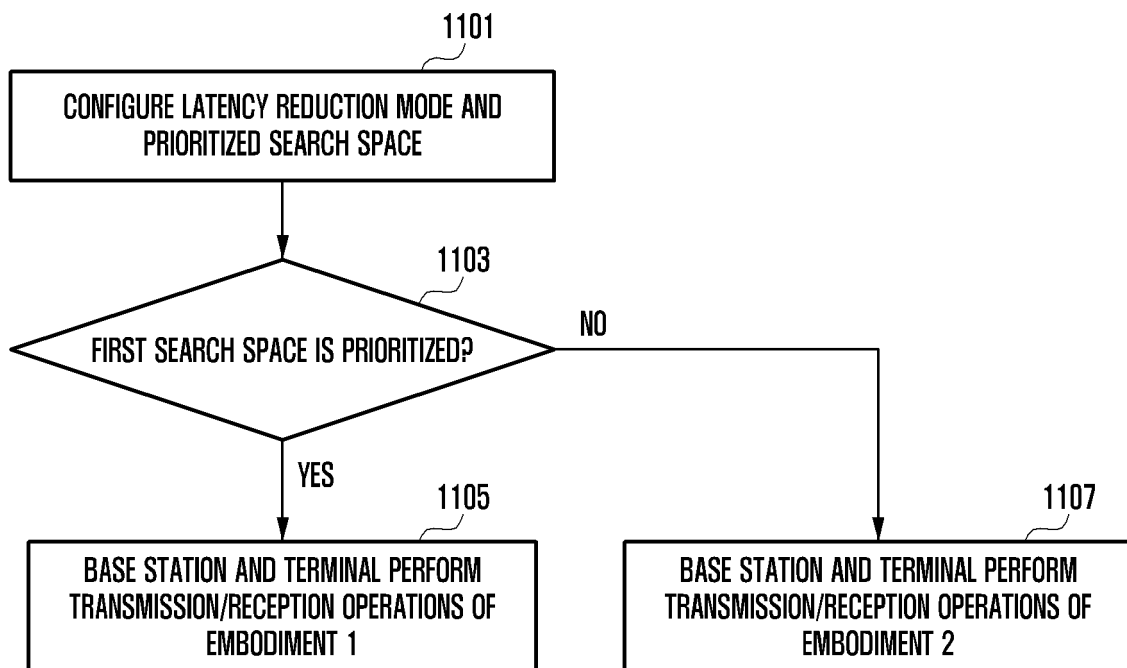 1101
CONFIGURE LATENCY REDUCTION MODE AND
PRIORITIZED SEARCH SPACE
1103
FIRST SEARCH SPACE IS PRIORITIZED?
NO
YES
1105
BASE STATION AND TERMINAL PERFORM
TRANSMISSION/RECEPTION OPERATIONS OF
EMBODIMENT 1
1107
BASE STATION AND TERMINAL PERFORM
TRANSMISSION/RECEPTION OPERATIONS OF
EMBODIMENT 2